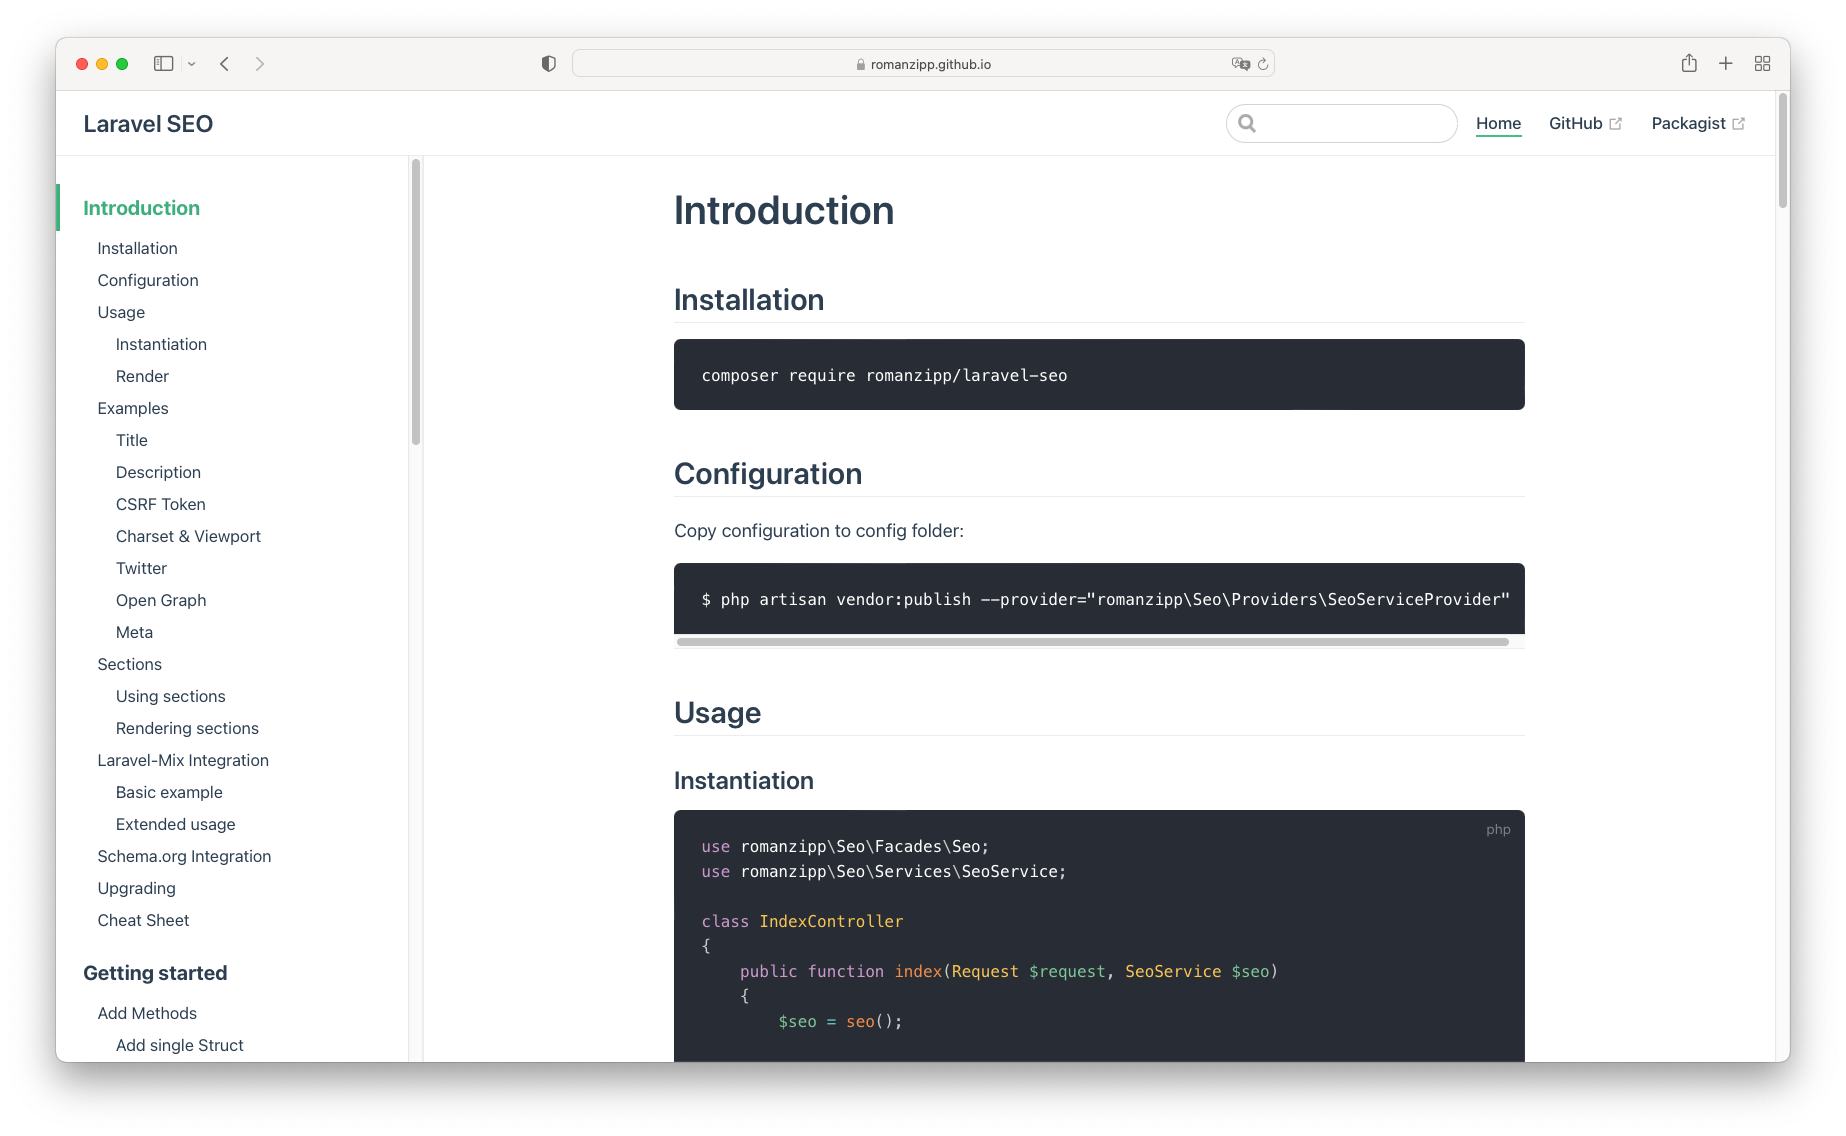 romanzipp.github.io
Laravel SEO
Home
GitHub
Packagist
Introduction
Installation
Configuration
Usage
Instantiation
Render
Examples
Title
Description
CSRF Token
Charset & Viewport
Twitter
Open Graph
Meta
Sections
Using sections
Rendering sections
Laravel-Mix Integration
Basic example
Extended usage
Schema.org Integration
Upgrading
Cheat Sheet
Getting started
Add Methods
Add single Struct
Introduction
Installation
composer require romanzipp/laravel-seo
Configuration
Copy configuration to config folder:
$ php artisan vendor:publish --provider="romanzipp\Seo\Providers\SeoServiceProvider"
Usage
Instantiation
php
use romanzipp\Seo\Facades\Seo;
use romanzipp\Seo\Services\SeoService;
class IndexController
{
    public function index(Request $request, SeoService $seo)
    {
        $seo = seo();